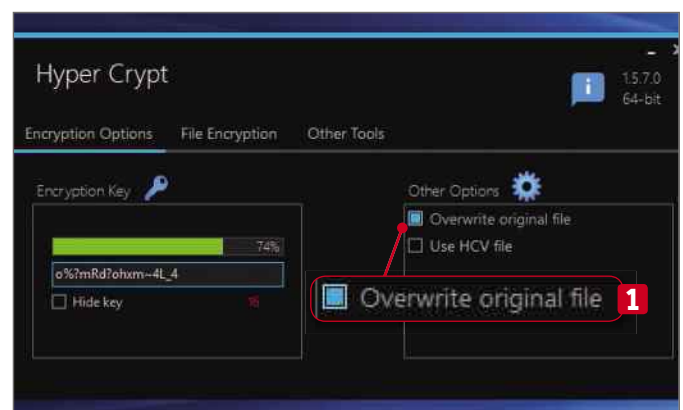 Hyper Crypt
1.5.7.0
64-bit
Encryption Options File Encryption Other Tools
Encryption Key
Other Options
Overwrite original file
74%
Use HCV file
o%?mRd?ohxm~4L_4
Hide key 16
Overwrite original file 1